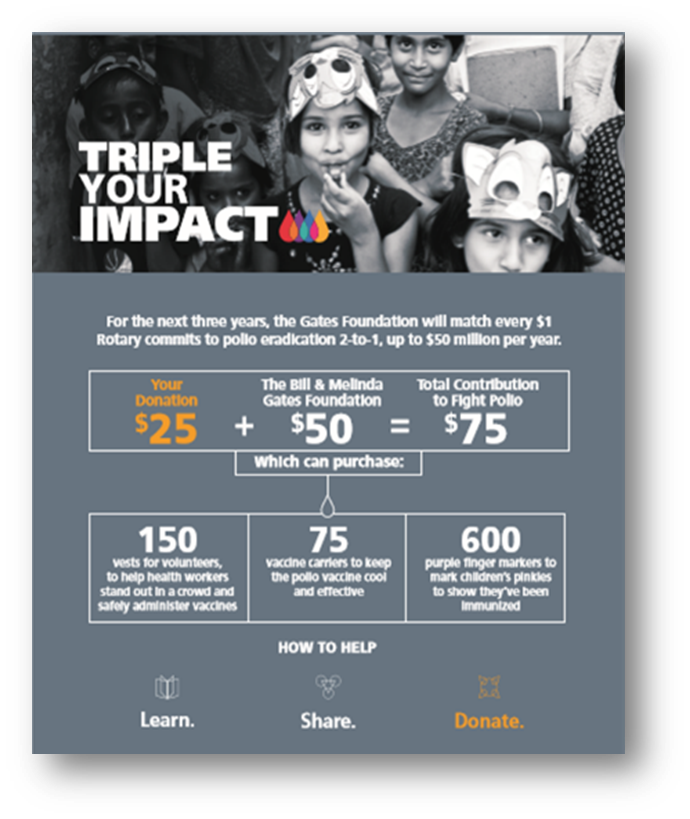 TRIPLE
YOUR
IMPACT
For the next three years, the Gates Foundation will match every $1
Rotary commits to polio eradication 2-to-1, up to $50 million per year.
Your
Donation
$25
+
The Bill & Melinda
Gates Foundation
$50
=
Total Contribution
to Fight Polio
$75
Which can purchase:
150
vests for volunteers,
to help health workers
stand out in a crowd and
safely administer vaccines
75
vaccine carriers to keep
the polio vaccine cool
and effective
600
purple finger markers to
mark children's pinkies
to show they've been
immunized
HOW TO HELP
Learn.
Share.
Donate.